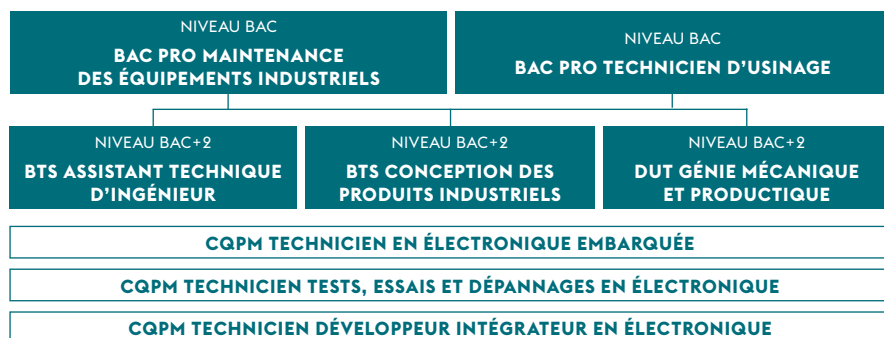 NIVEAU BAC
BAC PRO MAINTENANCE
DES ÉQUIPEMENTS INDUSTRIELS
NIVEAU BAC
BAC PRO TECHNICIEN D'USINAGE
NIVEAU BAC+2
BTS ASSISTANT TECHNIQUE
D'INGÉNIEUR
NIVEAU BAC+2
BTS CONCEPTION DES
PRODUITS INDUSTRIELS
NIVEAU BAC+2
DUT GÉNIE MÉCANIQUE
ET PRODUCTIQUE
CQPM TECHNICIEN EN ÉLECTRONIQUE EMBARQUÉE
CQPM TECHNICIEN TESTS, ESSAIS ET DÉPANNAGES EN ÉLECTRONIQUE
CQPM TECHNICIEN DÉVELOPPEUR INTÉGRATEUR EN ÉLECTRONIQUE